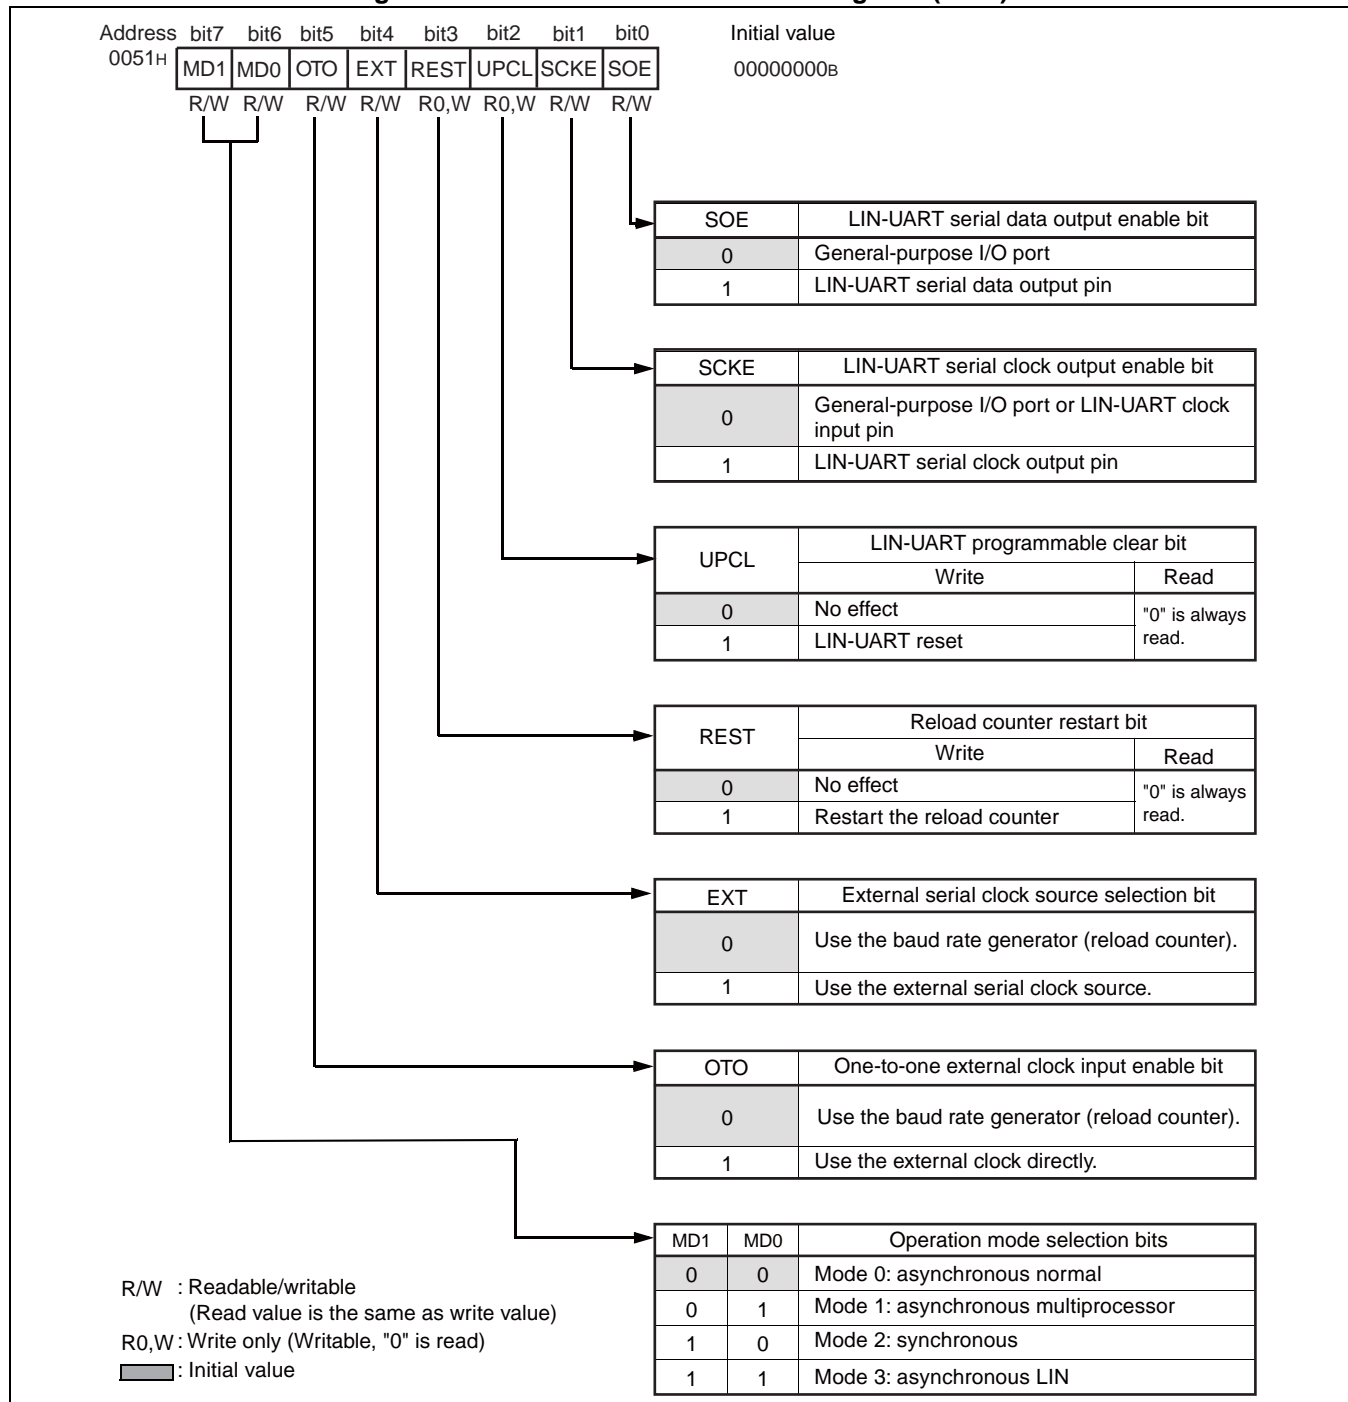 Address bit7 bit6 bit5 bit4 bit3 bit2 bit1 bit0 Initial value
0051H MD1 MD0 OTO EXT REST UPCL SCKE SOE 00000000B
R/W R/W R/W R/W R0,W R0,W R/W R/W
SOE LIN-UART serial data output enable bit
0 General-purpose I/O port
1 LIN-UART serial data output pin
SCKE LIN-UART serial clock output enable bit
0 General-purpose I/O port or LIN-UART clock
input pin
1 LIN-UART serial clock output pin
UPCL LIN-UART programmable clear bit
Write Read
0 No effect "0" is always
1 LIN-UART reset read.
REST Reload counter restart bit
Write Read
0 No effect "0" is always
1 Restart the reload counter read.
EXT External serial clock source selection bit
0 Use the baud rate generator (reload counter).
1 Use the external serial clock source.
OTO One-to-one external clock input enable bit
0 Use the baud rate generator (reload counter).
1 Use the external clock directly.
MD1 MD0 Operation mode selection bits
0 0 Mode 0: asynchronous normal
0 1 Mode 1: asynchronous multiprocessor
1 0 Mode 2: synchronous
1 1 Mode 3: asynchronous LIN
R/W : Readable/writable
(Read value is the same as write value)
R0,W : Write only (Writable, "0" is read)
: Initial value